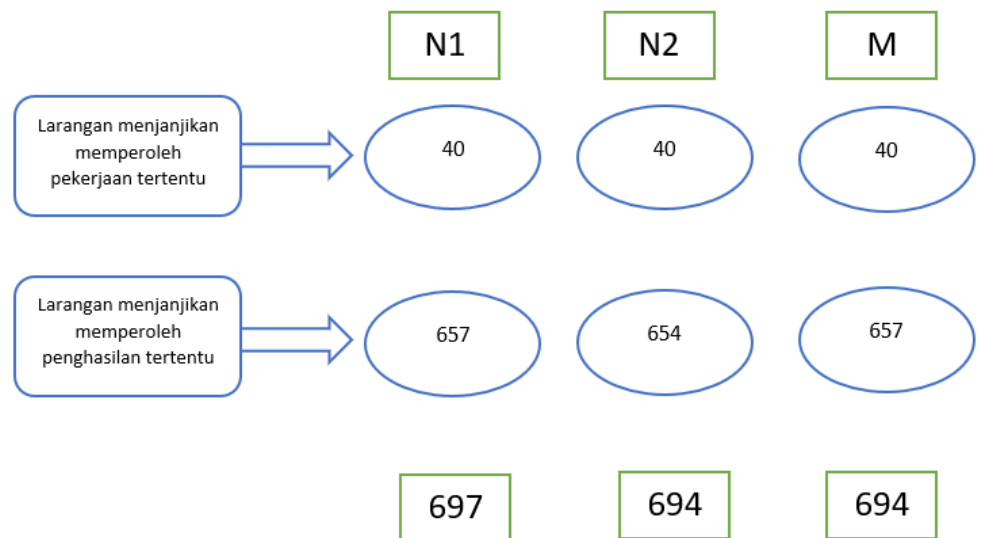 N1 N2 M
Larangan menjanjikan
memperoleh
pekerjaan tertentu
40 40 40
Larangan menjanjikan
memperoleh
penghasilan tertentu
657 654 657
697 694 694